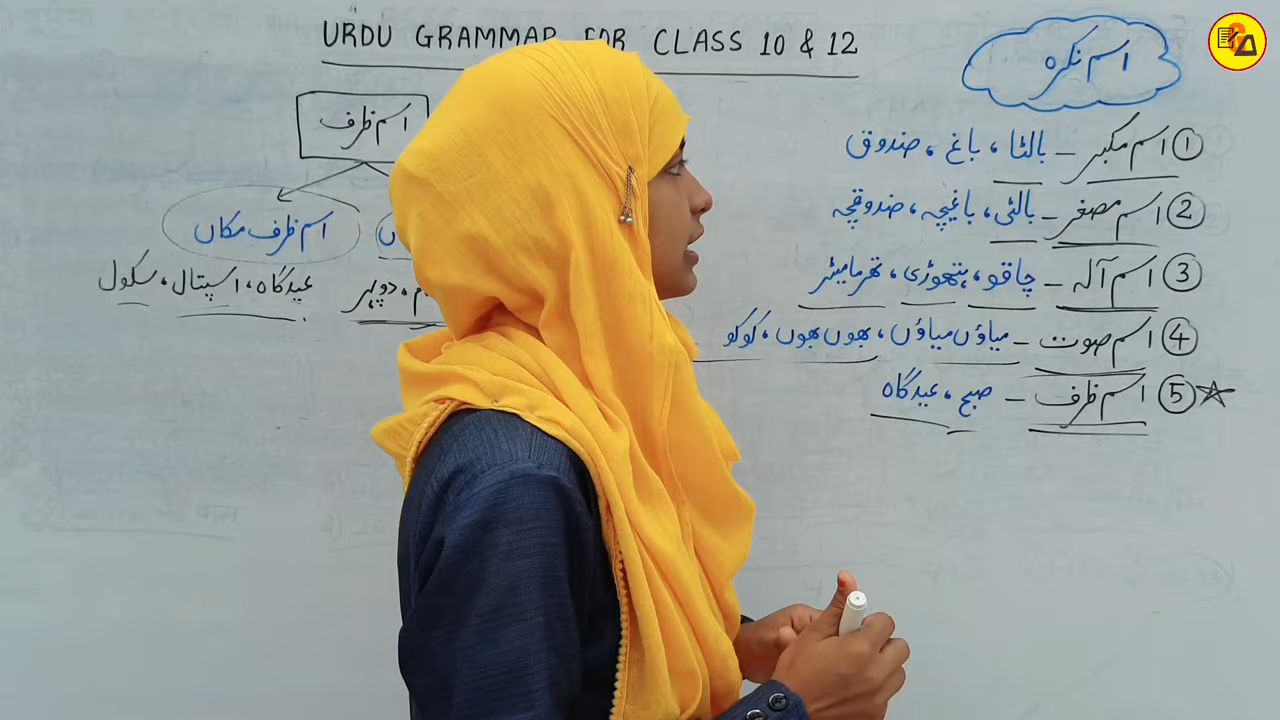 URDU GRAMMAR FOR CLASS 10 & 12
اسم نکرہ
① اسم مکبر – بالٹا، باغ، صندوق
② اسم مصغر – بالٹی، باغیچہ، صندوقچہ
③ اسم آلہ – چاقو، ہتھوڑی، تھرمامیٹر
④ اسم صوت – میاؤں میاؤں، بھوں بھوں، کوکو
⑤ اسم ظرف – صبح، عیدگاہ
اسم ظرف
اسم ظرف مکاں
دوپہر
عیدگاہ، اسپتال، سکول